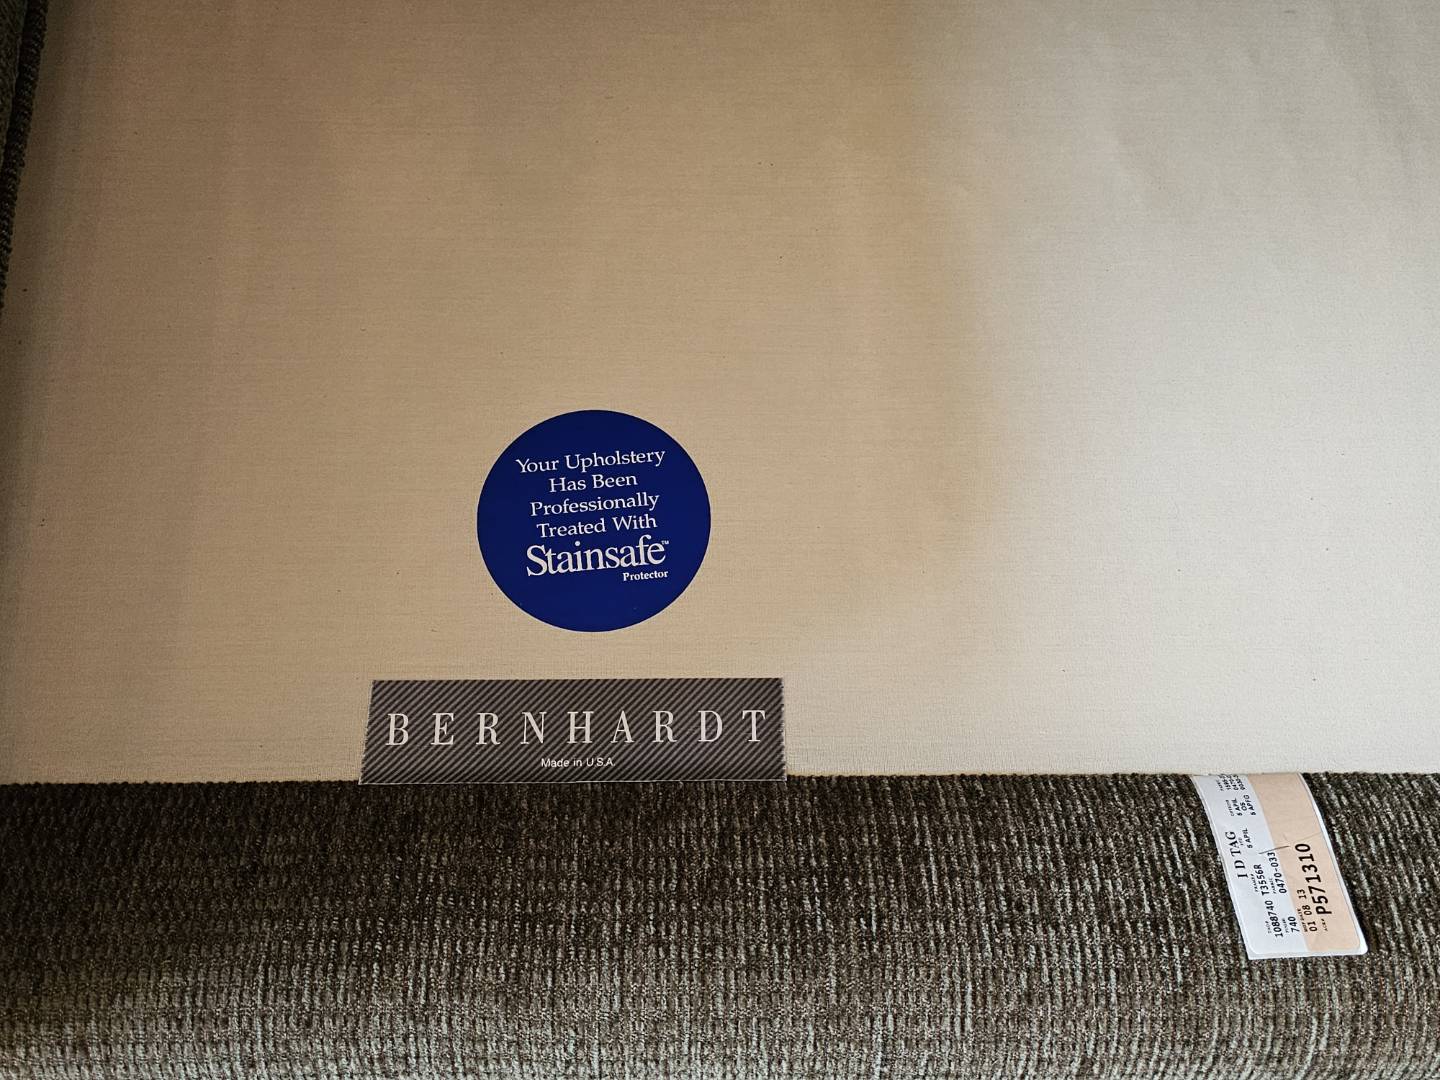 Your Upholstery
Has Been
Professionally
Treated With
Stainsafe™
Protector
BERNHARDT
Made in U.S.A.
I D TAG
1088740 T3556R
0470-033
740
01 08 13
P571310